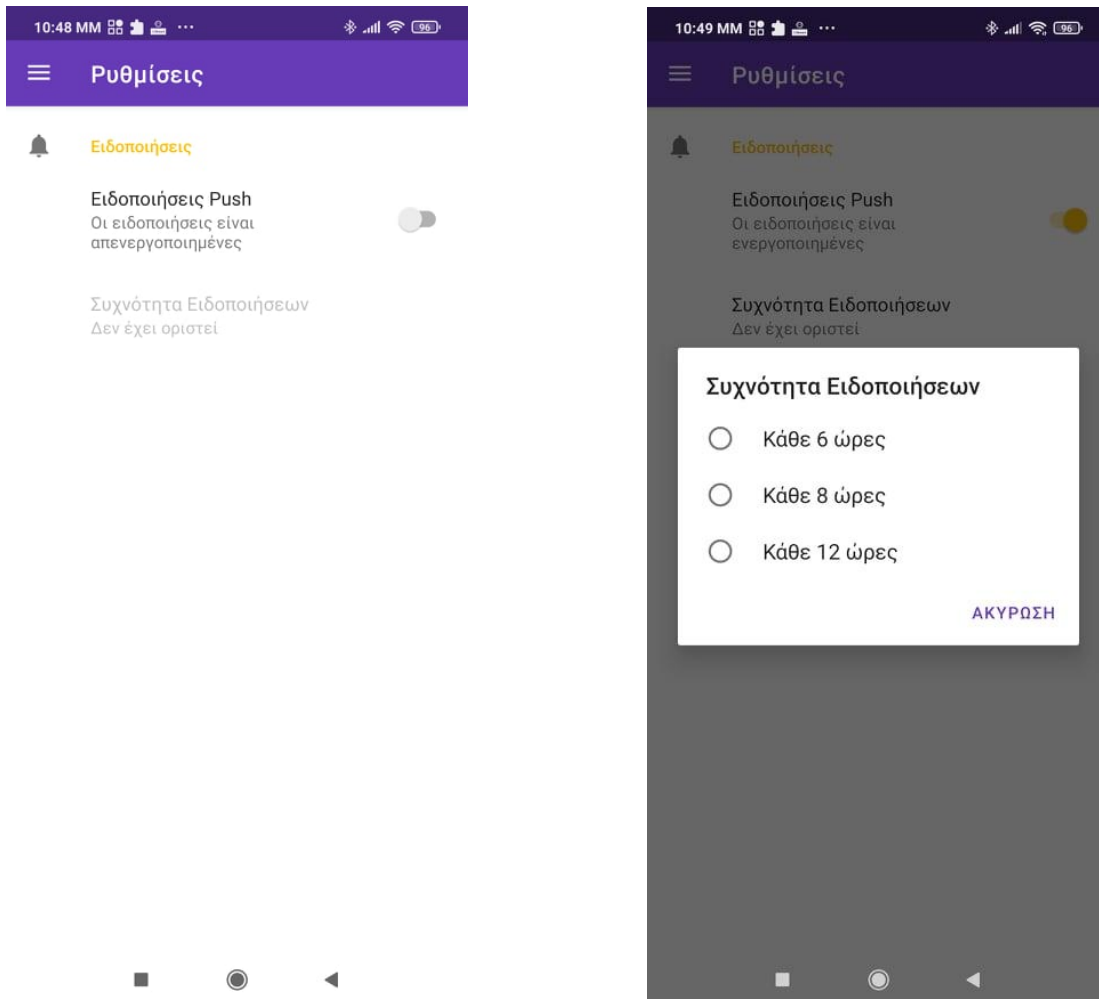 10:48 ΜΜ
96
Ρυθμίσεις
Ειδοποιήσεις
Ειδοποιήσεις Push
Οι ειδοποιήσεις είναι
απενεργοποιημένες
Συχνότητα Ειδοποιήσεων
Δεν έχει οριστεί
10:49 ΜΜ
96
Ρυθμίσεις
Ειδοποιήσεις
Ειδοποιήσεις Push
Οι ειδοποιήσεις είναι
ενεργοποιημένες
Συχνότητα Ειδοποιήσεων
Δεν έχει οριστεί
Συχνότητα Ειδοποιήσεων
Κάθε 6 ώρες
Κάθε 8 ώρες
Κάθε 12 ώρες
ΑΚΥΡΩΣΗ